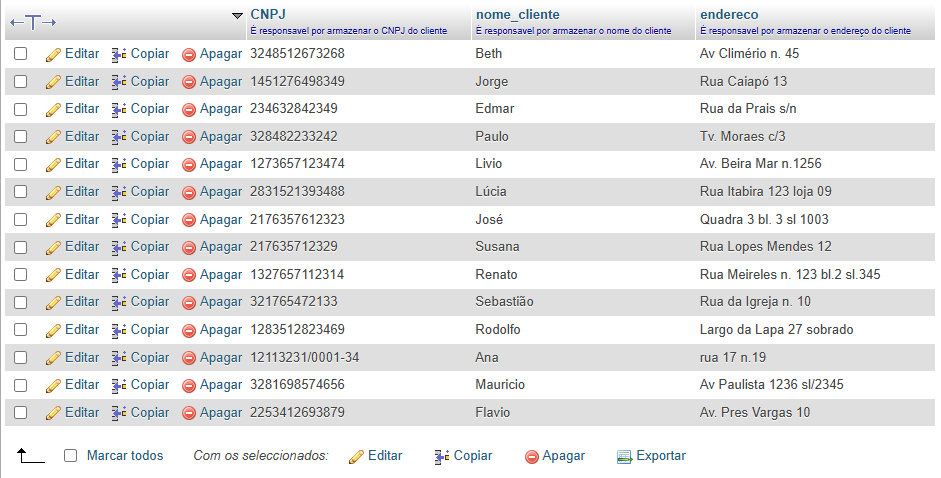 CNPJ nome_cliente endereco
É responsavel por armazenar o CNPJ do cliente É responsavel por armazenar o nome do cliente É responsavel por armazenar o endereço do cliente
Editar Copiar Apagar 3248512673268 Beth Av Climério n. 45
Editar Copiar Apagar 1451276498349 Jorge Rua Caiapó 13
Editar Copiar Apagar 234632842349 Edmar Rua da Prais s/n
Editar Copiar Apagar 328482233242 Paulo Tv. Moraes c/3
Editar Copiar Apagar 1273657123474 Livio Av. Beira Mar n.1256
Editar Copiar Apagar 2831521393488 Lúcia Rua Itabira 123 loja 09
Editar Copiar Apagar 2176357612323 José Quadra 3 bl. 3 sl 1003
Editar Copiar Apagar 217635712329 Susana Rua Lopes Mendes 12
Editar Copiar Apagar 1327657112314 Renato Rua Meireles n. 123 bl.2 sl.345
Editar Copiar Apagar 321765472133 Sebastião Rua da Igreja n. 10
Editar Copiar Apagar 1283512823469 Rodolfo Largo da Lapa 27 sobrado
Editar Copiar Apagar 12113231/0001-34 Ana rua 17 n.19
Editar Copiar Apagar 3281698574656 Mauricio Av Paulista 1236 sl/2345
Editar Copiar Apagar 2253412693879 Flavio Av. Pres Vargas 10
Marcar todos Com os seleccionados: Editar Copiar Apagar Exportar